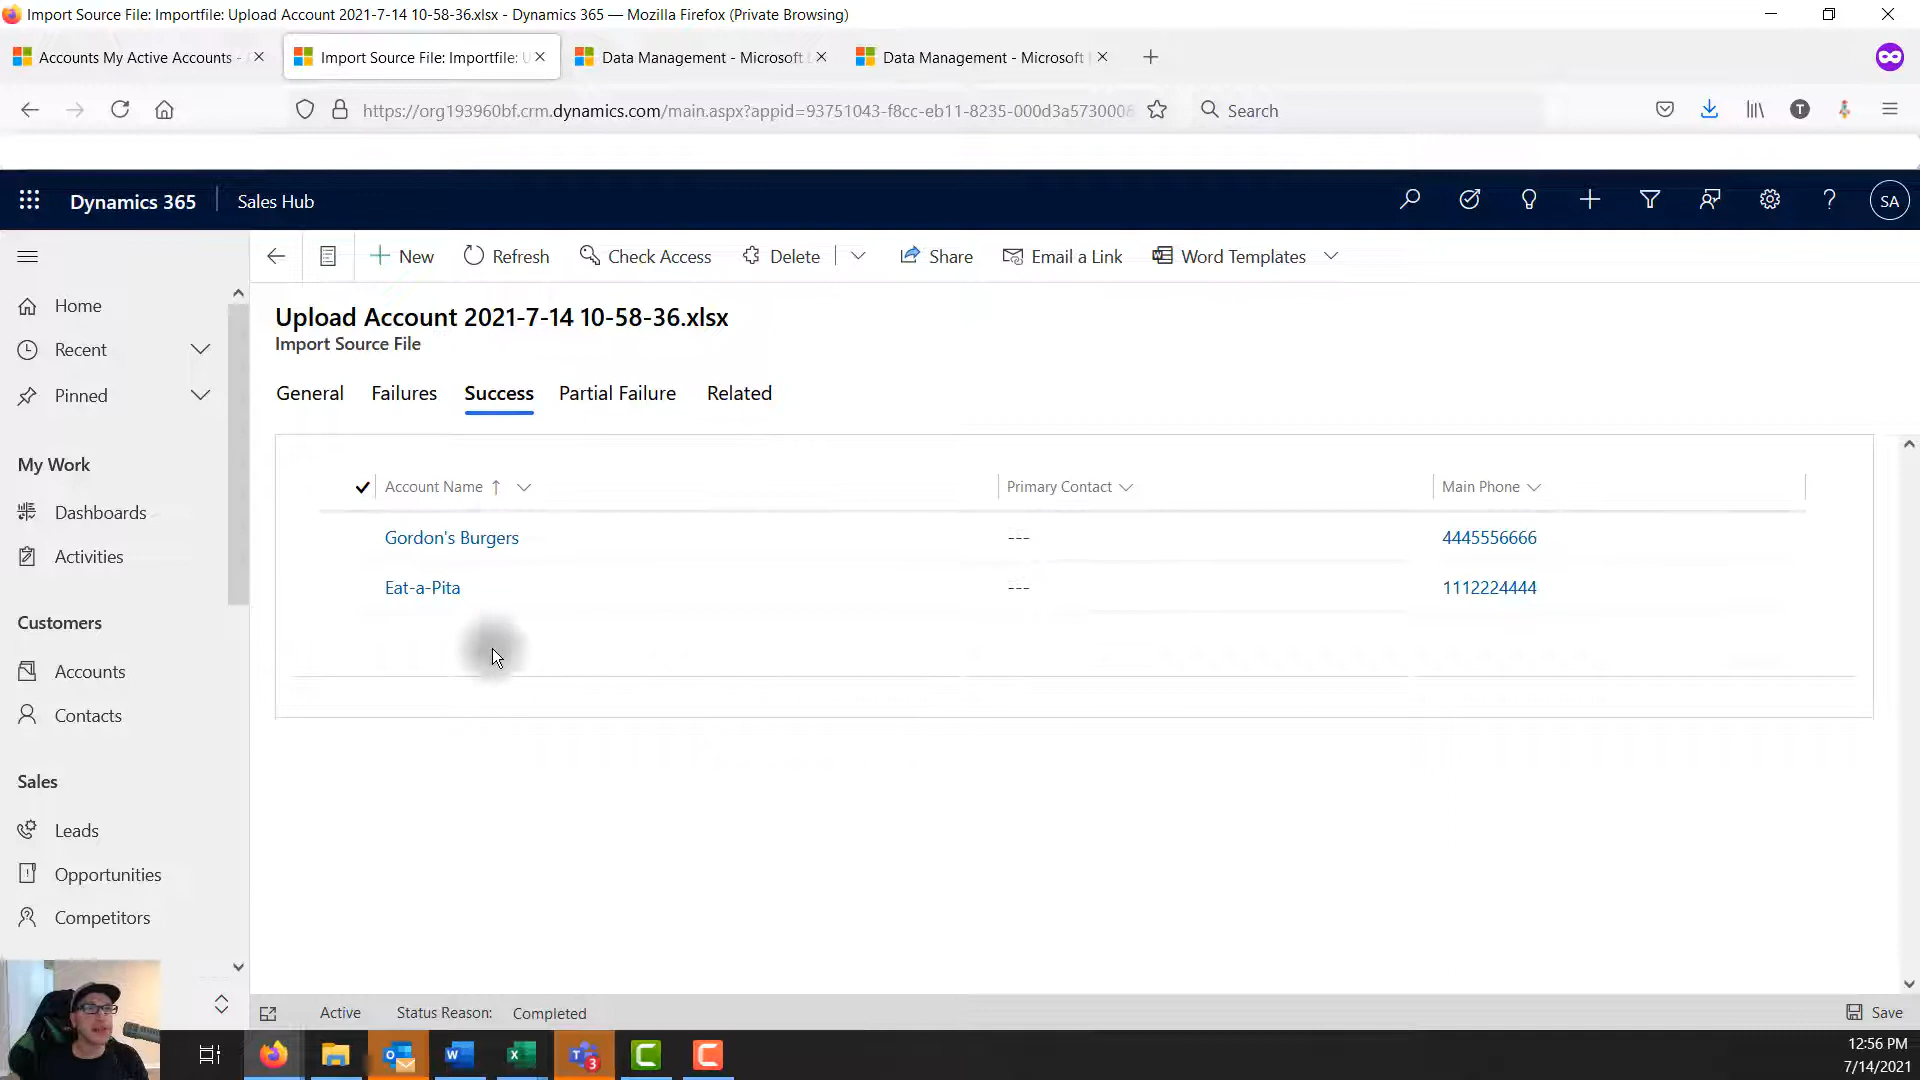 Import Source File: Importfile: Upload Account 2021-7-14 10-58-36.xlsx - Dynamics 365 — Mozilla Firefox (Private Browsing)
Accounts My Active Accounts -
Import Source File: Importfile: U
Data Management - Microsoft
Data Management - Microsoft
https://org193960bf.crm.dynamics.com/main.aspx?appid=93751043-f8cc-eb11-8235-000d3a5730008
Search
T
Dynamics 365
Sales Hub
SA
New
Refresh
Check Access
Delete
Share
Email a Link
Word Templates
Home
Recent
Pinned
My Work
Dashboards
Activities
Customers
Accounts
Contacts
Sales
Leads
Opportunities
Competitors
Upload Account 2021-7-14 10-58-36.xlsx
Import Source File
General
Failures
Success
Partial Failure
Related
Account Name
Primary Contact
Main Phone
Gordon's Burgers
---
4445556666
Eat-a-Pita
---
1112224444
Active
Status Reason:
Completed
Save
3
12:56 PM
7/14/2021